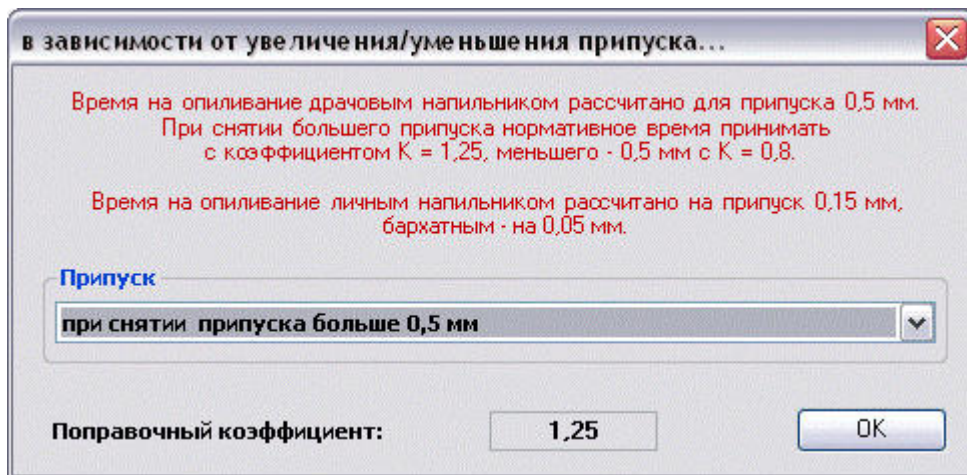 в зависимости от увеличения/уменьшения припуска...
Время на опиливание драчовым напильником рассчитано для припуска 0,5 мм.
При снятии большего припуска нормативное время принимать
с коэффициентом К = 1,25, меньшего - 0,5 мм с К = 0,8.
Время на опиливание личным напильником рассчитано на припуск 0,15 мм,
бархатным - на 0,05 мм.
Припуск
при снятии припуска больше 0,5 мм
Поправочный коэффициент:
1,25
OK